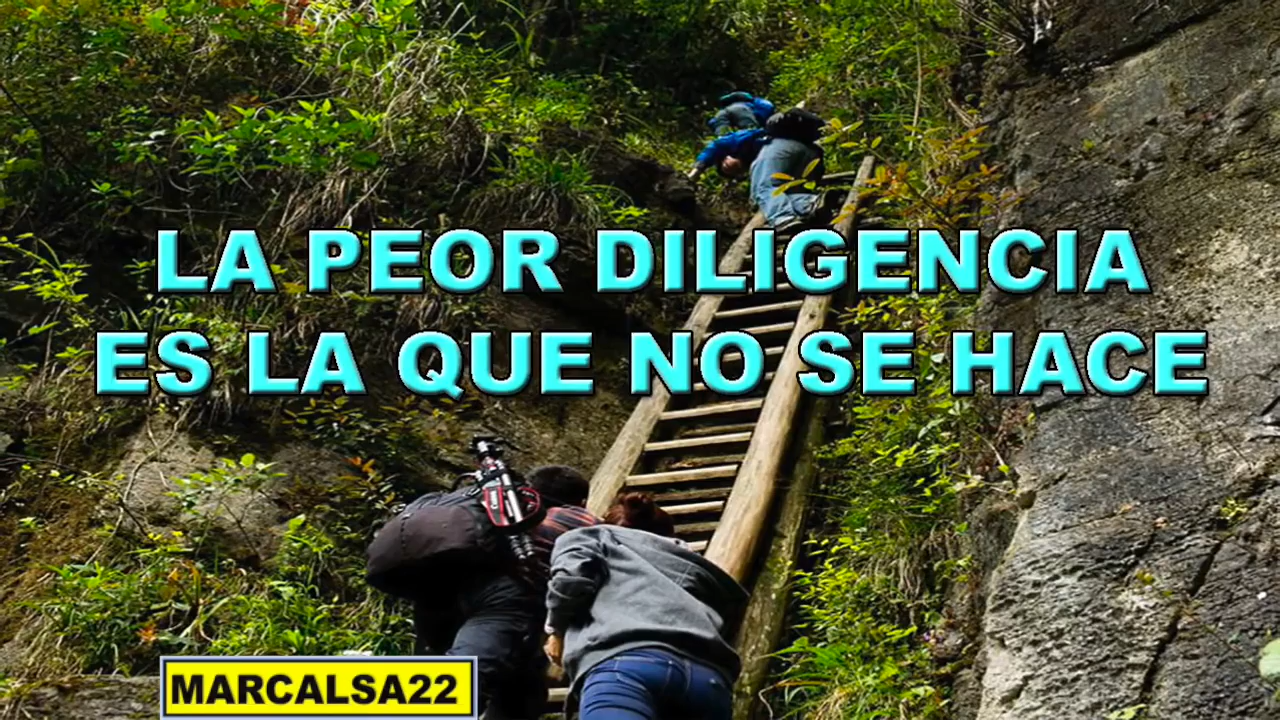 LA PEOR DILIGENCIA
ES LA QUE NO SE HACE
MARCALSA22